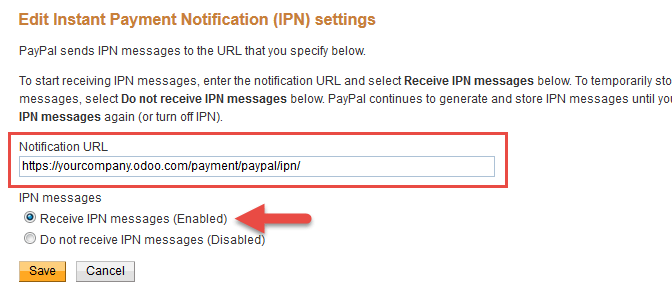 Edit Instant Payment Notification (IPN) settings
PayPal sends IPN messages to the URL that you specify below.
To start receiving IPN messages, enter the notification URL and select Receive IPN messages below. To temporarily sto
messages, select Do not receive IPN messages below. PayPal continues to generate and store IPN messages until you
IPN messages again (or turn off IPN).
Notification URL
https://yourcompany.odoo.com/payment/paypal/ipn/
IPN messages
Receive IPN messages (Enabled)
Do not receive IPN messages (Disabled)
Save Cancel